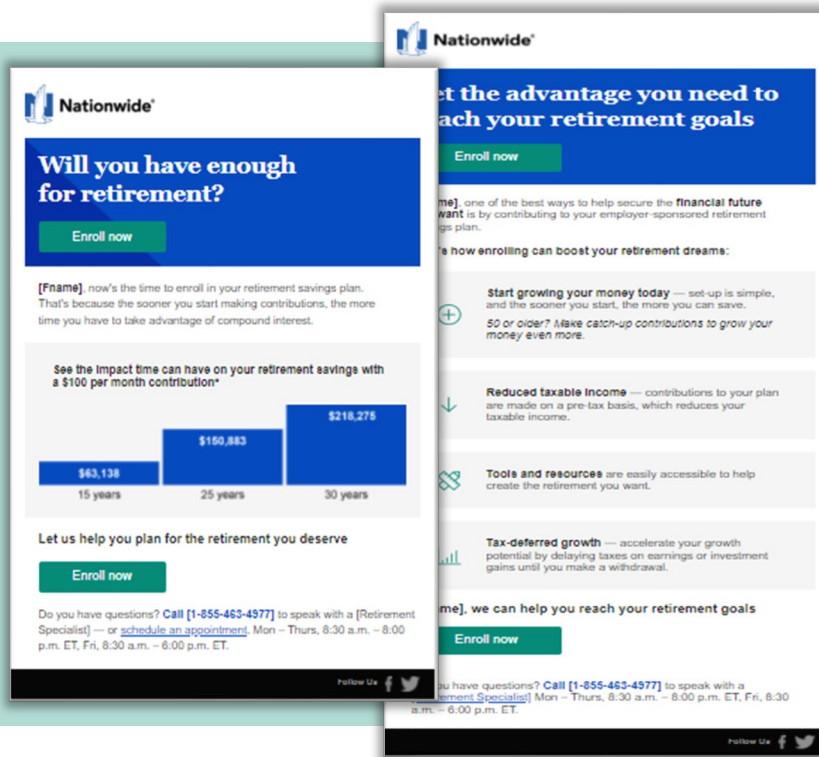 Nationwide®
Will you have enough
for retirement?
Enroll now
[Fname], now's the time to enroll in your retirement savings plan.
That's because the sooner you start making contributions, the more
time you have to take advantage of compound interest.
See the impact time can have on your retirement savings with
a $100 per month contribution*
$63,138
$150,883
$218,275
15 years
25 years
30 years
Let us help you plan for the retirement you deserve
Enroll now
Do you have questions? Call [1-855-463-4977] to speak with a [Retirement
Specialist] — or schedule an appointment. Mon – Thurs, 8:30 a.m. – 8:00
p.m. ET, Fri, 8:30 a.m. – 6:00 p.m. ET.
Follow Us
Nationwide®
et the advantage you need to
ach your retirement goals
Enroll now
me], one of the best ways to help secure the financial future
want is by contributing to your employer-sponsored retirement
gs plan.
's how enrolling can boost your retirement dreams:
Start growing your money today — set-up is simple,
and the sooner you start, the more you can save.
50 or older? Make catch-up contributions to grow your
money even more.
Reduced taxable income — contributions to your plan
are made on a pre-tax basis, which reduces your
taxable income.
Tools and resources are easily accessible to help
create the retirement you want.
Tax-deferred growth — accelerate your growth
potential by delaying taxes on earnings or investment
gains until you make a withdrawal.
me], we can help you reach your retirement goals
Enroll now
ou have questions? Call [1-855-463-4977] to speak with a
ement Specialist] Mon – Thurs, 8:30 a.m. – 8:00 p.m. ET, Fri, 8:30
a.m. – 6:00 p.m. ET.
Follow Us